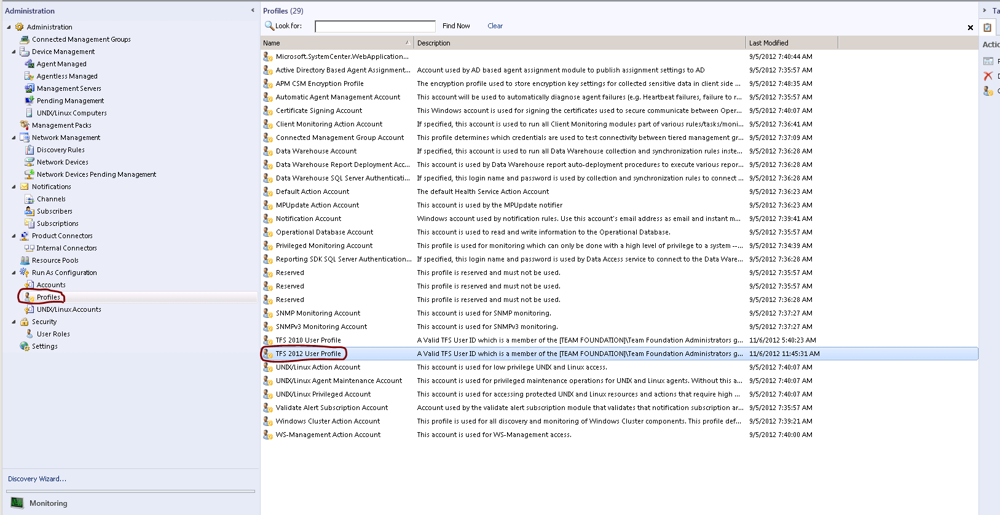 Administration
Administration
Connected Management Groups
Device Management
Agent Managed
Agentless Managed
Management Servers
Pending Management
UNIX/Linux Computers
Management Packs
Network Management
Discovery Rules
Network Devices
Network Devices Pending Management
Notifications
Channels
Subscribers
Subscriptions
Product Connectors
Internal Connectors
Resource Pools
Run As Configuration
Accounts
Profiles
UNIX/Linux Accounts
Security
User Roles
Settings
Discovery Wizard...
Monitoring
Profiles (29)
Look for: Find Now Clear
Name Description Last Modified
Microsoft.SystemCenter.WebApplication... 9/5/2012 7:40:44 AM
Active Directory Based Agent Assignment... Account used by AD based agent assignment module to publish assignment settings to AD 9/5/2012 7:35:57 AM
APM CSM Encryption Profile The encryption profile used to store encryption key settings for collected sensitive data in client side ... 9/5/2012 7:48:35 AM
Automatic Agent Management Account This account will be used to automatically diagnose agent failures (e.g. Heartbeat failures, failure to r... 9/5/2012 7:35:57 AM
Certificate Signing Account This Windows account is used for signing the certificates used to secure communicate between Oper... 9/5/2012 7:40:07 AM
Client Monitoring Action Account If specified, this account is used to run all Client Monitoring modules part of various rules/tasks/moni... 9/5/2012 7:36:41 AM
Connected Management Group Account This profile determines which credentials are used to test connectivity between tiered management gr... 9/5/2012 7:37:09 AM
Data Warehouse Account If specified, this account is used to run all Data Warehouse collection and synchronization rules inste... 9/5/2012 7:36:28 AM
Data Warehouse Report Deployment Acc... This account is used by Data Warehouse report auto-deployment procedures to execute various repor... 9/5/2012 7:36:28 AM
Data Warehouse SQL Server Authenticati... If specified, this login name and password is used by collection and synchronization rules to connect ... 9/5/2012 7:36:28 AM
Default Action Account The default Health Service Action Account 9/5/2012 7:36:23 AM
MPUpdate Action Account This account is used by the MPUpdate notifier 9/5/2012 7:36:23 AM
Notification Account Windows account used by notification rules. Use this account's email address as email and instant m... 9/5/2012 7:39:41 AM
Operational Database Account This account is used to read and write information to the Operational Database. 9/5/2012 7:35:57 AM
Privileged Monitoring Account This profile is used for monitoring which can only be done with a high level of privilege to a system --... 9/5/2012 7:34:39 AM
Reporting SDK SQL Server Authentication... If specified, this login name and password is used by Data Access service to connect to the Data Ware... 9/5/2012 7:36:28 AM
Reserved This profile is reserved and must not be used. 9/5/2012 7:35:57 AM
Reserved This profile is reserved and must not be used. 9/5/2012 7:35:57 AM
Reserved This profile is reserved and must not be used. 9/5/2012 7:36:28 AM
SNMP Monitoring Account This account is used for SNMP monitoring. 9/5/2012 7:37:27 AM
SNMPv3 Monitoring Account This account is used for SNMPv3 monitoring. 9/5/2012 7:37:27 AM
TFS 2010 User Profile A Valid TFS User ID which is a member of the [TEAM FOUNDATION]\Team Foundation Administrators g... 11/6/2012 5:40:23 AM
TFS 2012 User Profile A Valid TFS User ID which is a member of the [TEAM FOUNDATION]\Team Foundation Administrators g... 11/6/2012 11:45:31 AM
UNIX/Linux Action Account This account is used for low privilege UNIX and Linux access. 9/5/2012 7:40:07 AM
UNIX/Linux Agent Maintenance Account This account is used for privileged maintenance operations for UNIX and Linux agents. Without this a... 9/5/2012 7:40:07 AM
UNIX/Linux Privileged Account This account is used for accessing protected UNIX and Linux resources and actions that require high ... 9/5/2012 7:40:07 AM
Validate Alert Subscription Account Account used by the validate alert subscription module that validates that notification subscription ar... 9/5/2012 7:35:57 AM
Windows Cluster Action Account This profile is used for all discovery and monitoring of Windows Cluster components. This profile def... 9/5/2012 7:39:21 AM
WS-Management Action Account This account is used for WS-Management access. 9/5/2012 7:40:00 AM
Ta
Actio